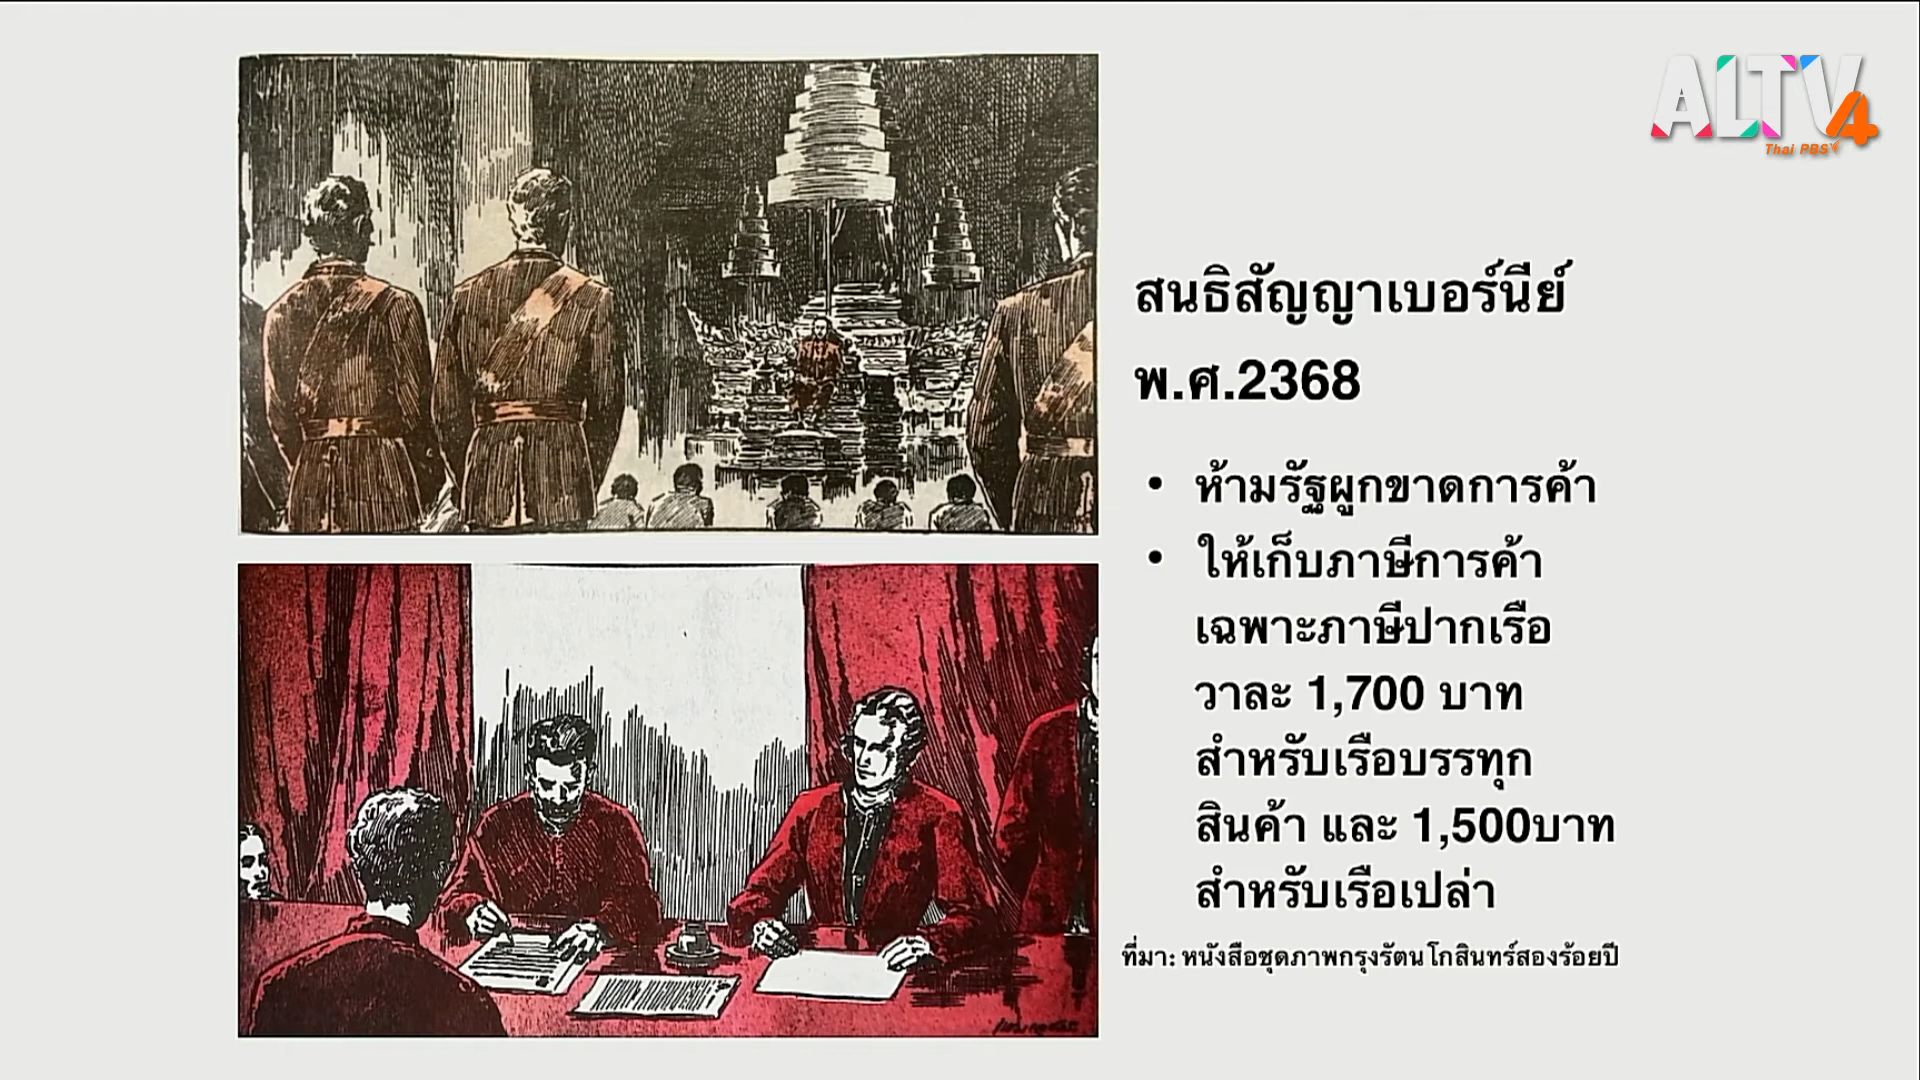 ALTV4
Thai PBS
สนธิสัญญาเบอร์นีย์
พ.ศ.2368
• ห้ามรัฐผูกขาดการค้า
• ให้เก็บภาษีการค้า
เฉพาะภาษีปากเรือ
วาละ 1,700 บาท
สำหรับเรือบรรทุก
สินค้า และ 1,500บาท
สำหรับเรือเปล่า
ที่มา: หนังสือชุดภาพกรุงรัตนโกสินทร์สองร้อยปี